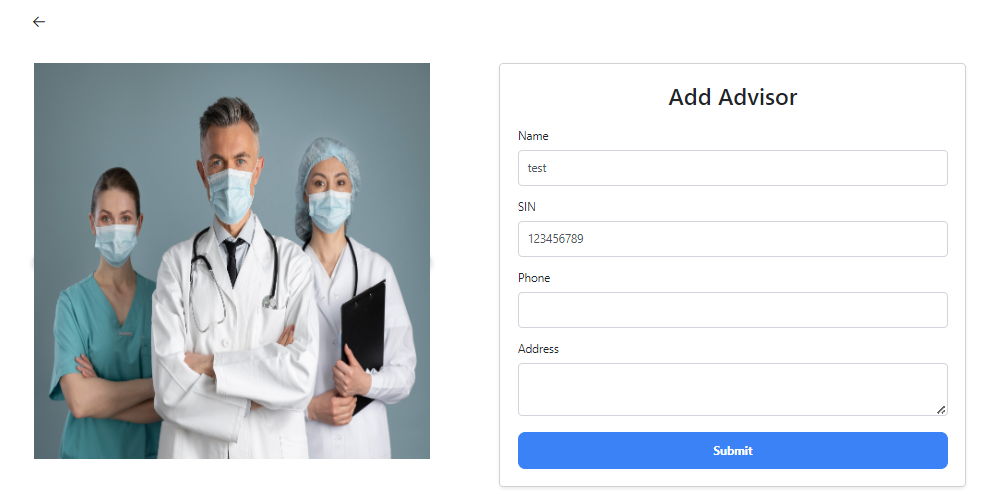 Add Advisor
Name
test
SIN
123456789
Phone
Address
Submit